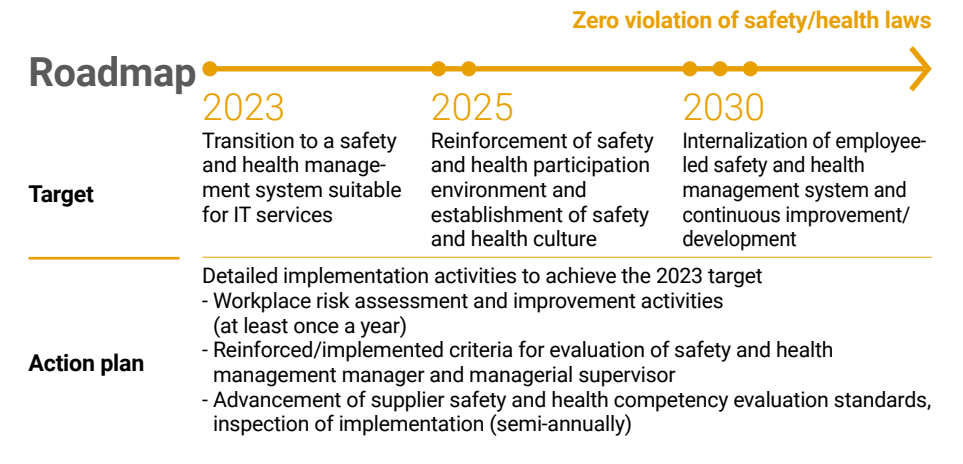 Zero violation of safety/health laws
Roadmap
2023
Transition to a safety
and health manage-
ment system suitable
for IT services
2025
Reinforcement of safety
and health participation
environment and
establishment of safety
and health culture
2030
Internalization of employee-
led safety and health
management system and
continuous improvement/
development
Target
Action plan
Detailed implementation activities to achieve the 2023 target
- Workplace risk assessment and improvement activities
(at least once a year)
- Reinforced/implemented criteria for evaluation of safety and health
management manager and managerial supervisor
- Advancement of supplier safety and health competency evaluation standards,
inspection of implementation (semi-annually)